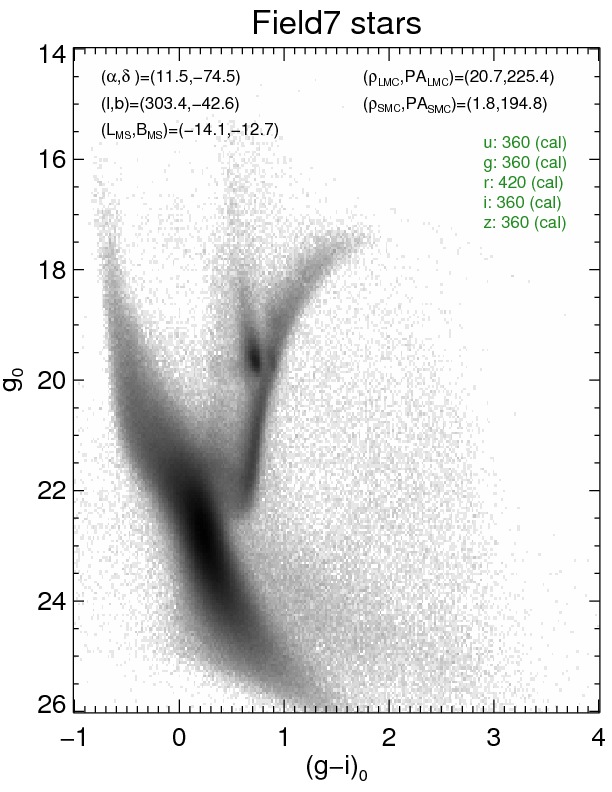 Field7 stars
(α,δ )=(11.5,−74.5)
(ρLMC,PALMC)=(20.7,225.4)
(l,b)=(303.4,−42.6)
(ρSMC,PASMC)=(1.8,194.8)
(LMS,BMS)=(−14.1,−12.7)
u: 360 (cal)
g: 360 (cal)
r: 420 (cal)
i: 360 (cal)
z: 360 (cal)
14
16
18
20
22
24
26
g0
−1 0 1 2 3 4
(g−i)0